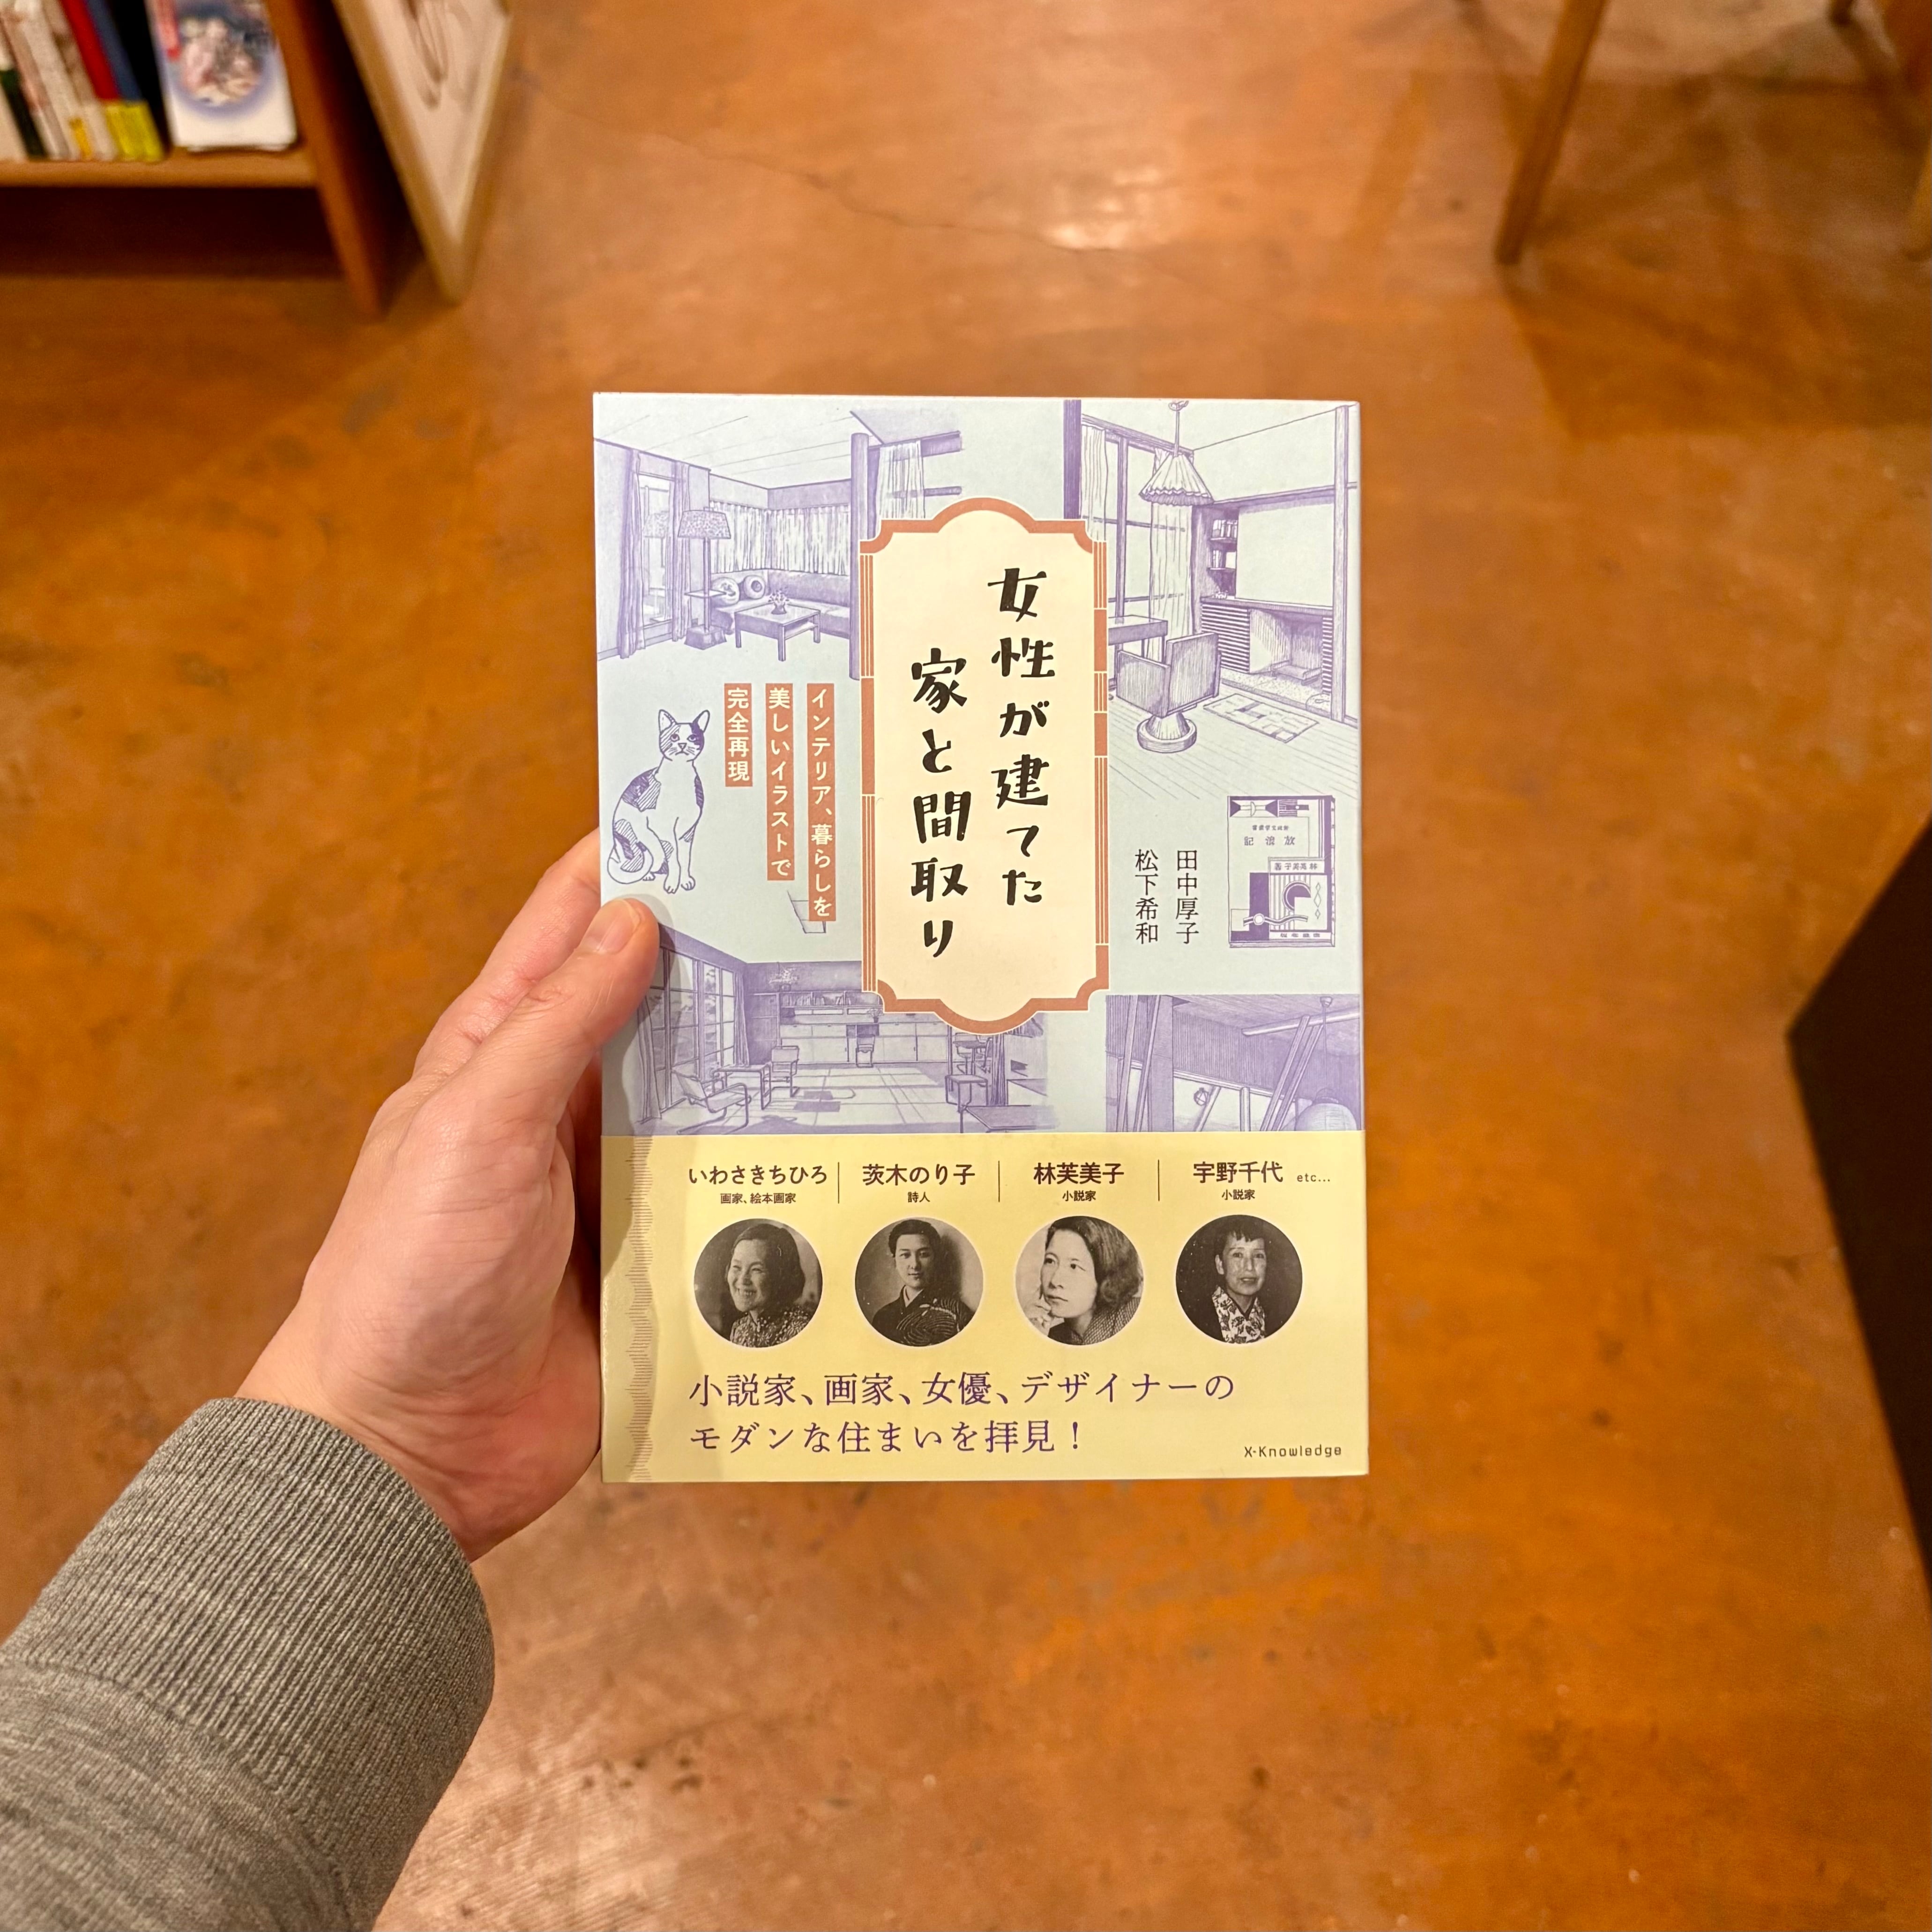 女性が建てた
家と間取り
インテリア、暮らしを
美しいイラストで
完全再現
田中厚子
松下希和
放浪記
いわさきちひろ
画家、絵本画家
茨木のり子
詩人
林芙美子
小説家
宇野千代 etc...
小説家
小説家、画家、女優、デザイナーの
モダンな住まいを拝見！
X-Knowledge